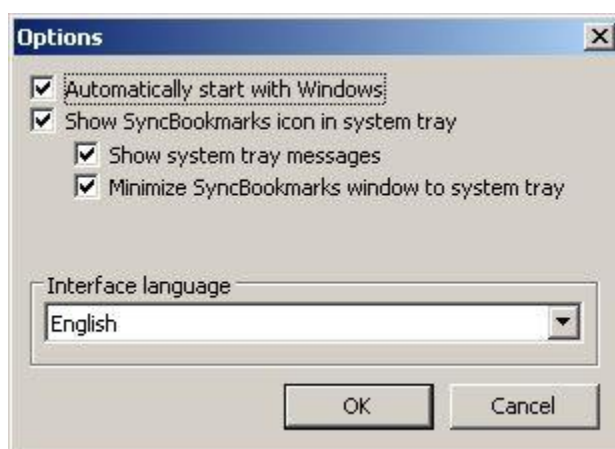 Options
Automatically start with Windows
Show SyncBookmarks icon in system tray
Show system tray messages
Minimize SyncBookmarks window to system tray
Interface language
English
OK Cancel